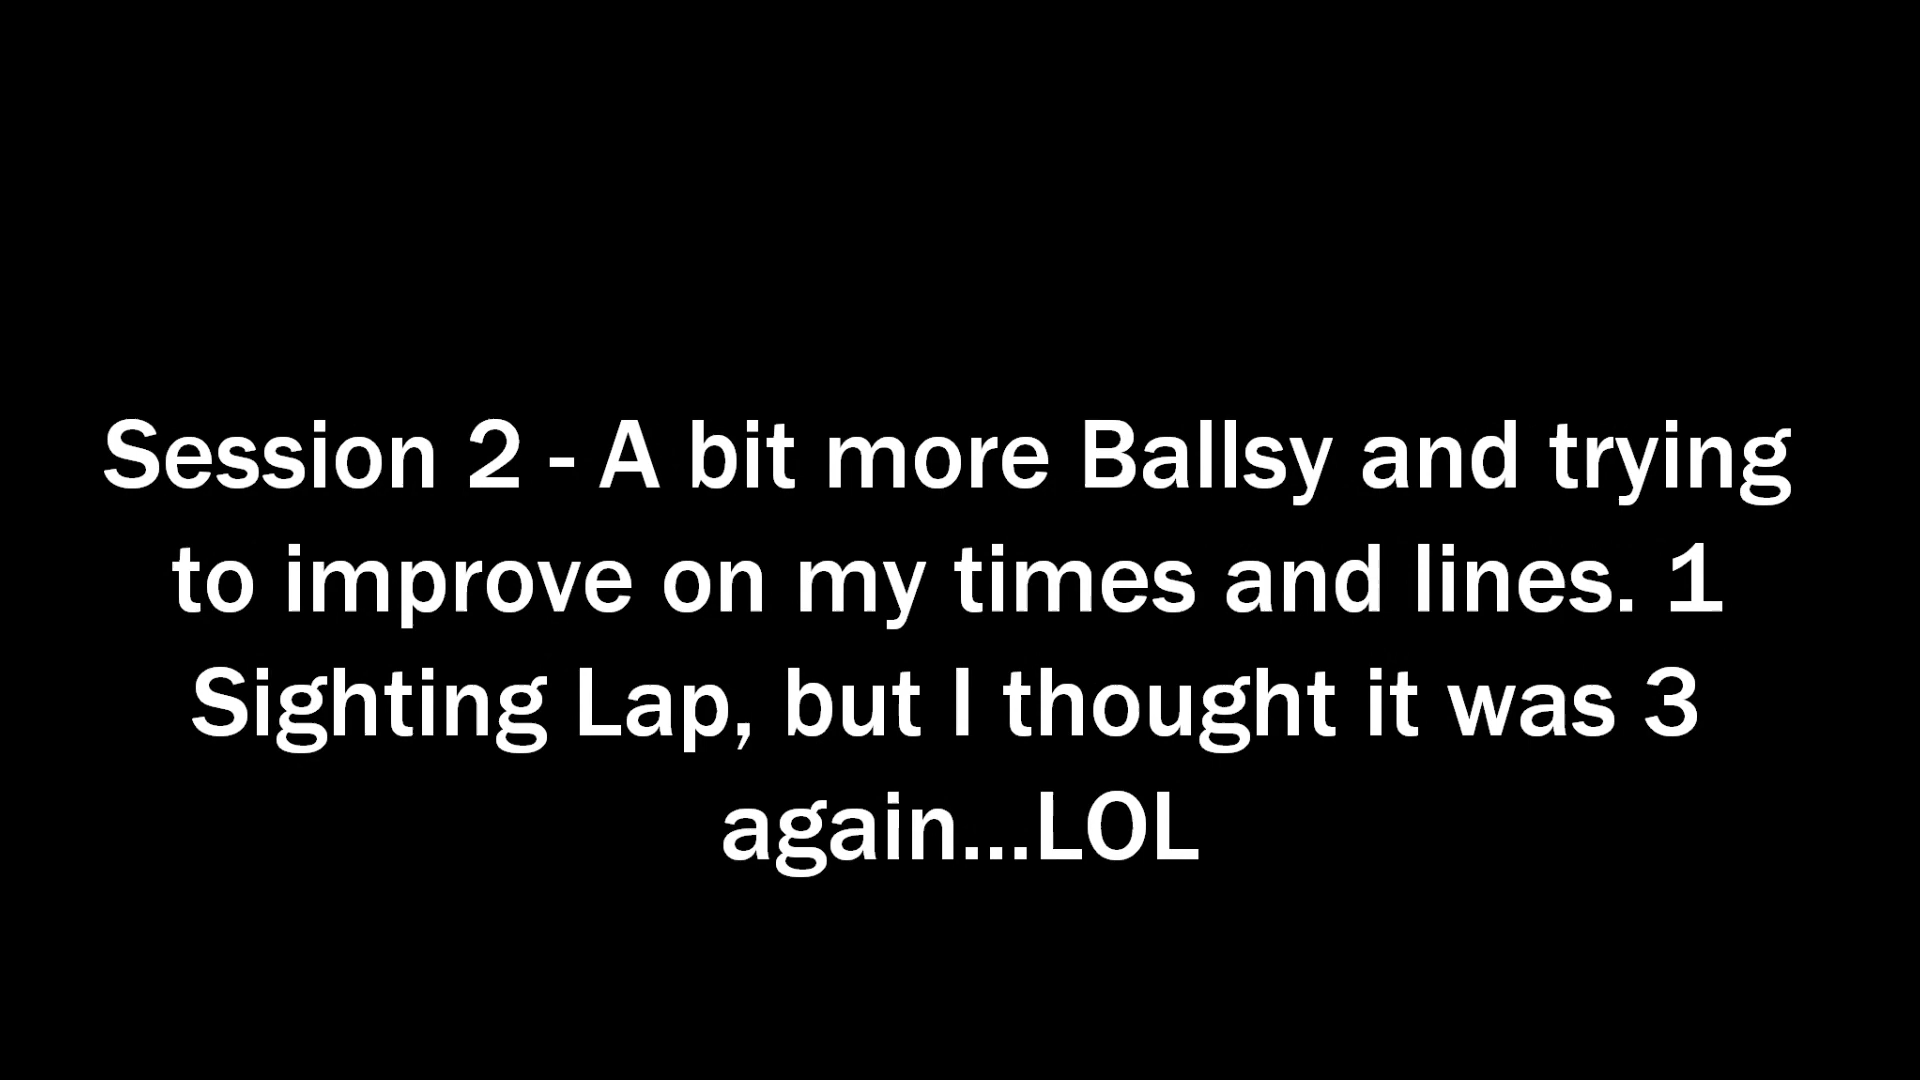 Session 2 - A bit more Ballsy and trying
to improve on my times and lines. 1
Sighting Lap, but I thought it was 3
again...LOL